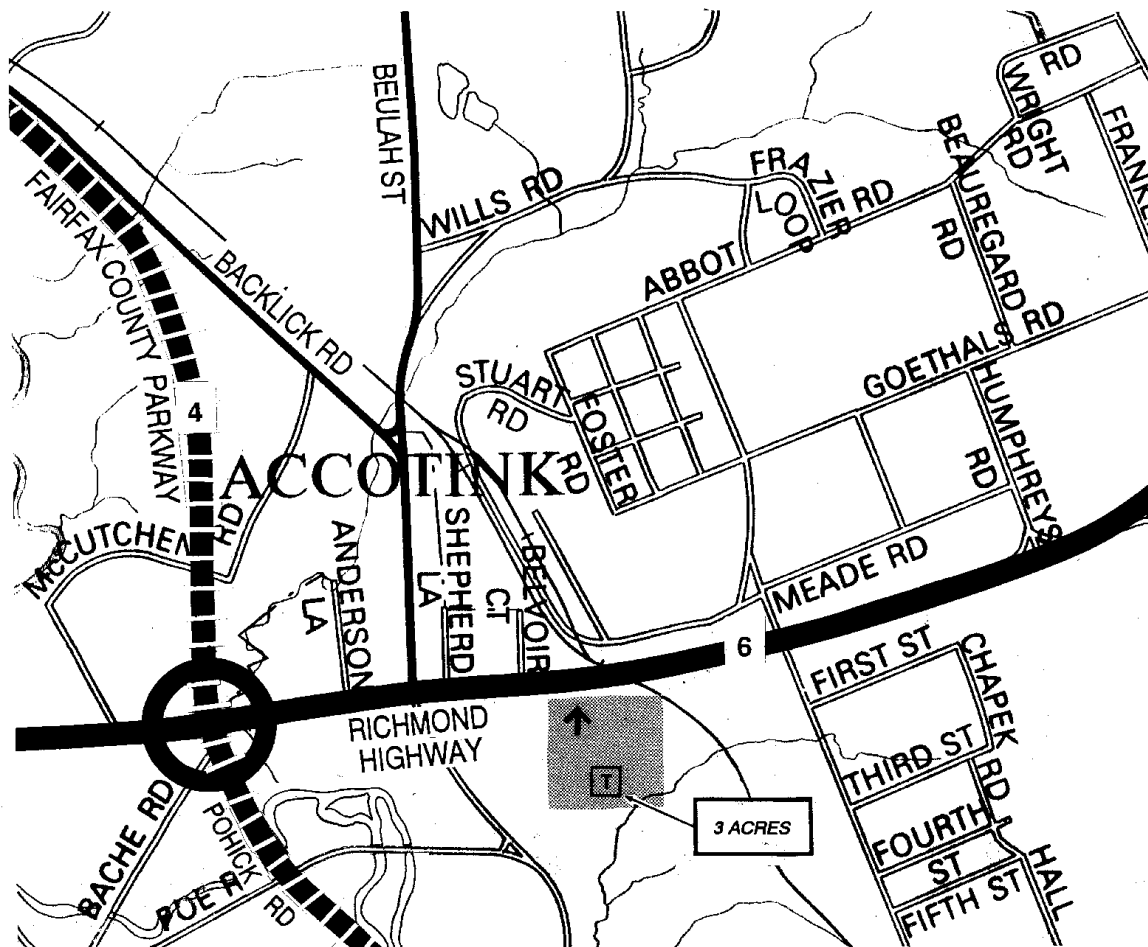 RD
WRIGHT
RD
BEULAH ST
FRAZIER
LOOP
RD
WILLS RD
BEAUREGARD
RD
FAIRFAX COUNTY PARKWAY
BACKLICK RD
ABBOT
STUART
RD
FOSTER
RD
GOETHALS RD
HUMPHREYS
RD
4
ACCOTINK
MCCUTCHEN RD
ANDERSON
LA
SHEPHERD
LA
BELVOIR
CT
MEADE RD
6
FIRST ST
CHAPEK
RD
RICHMOND
HIGHWAY
THIRD ST
T
3 ACRES
BACHE RD
POHICK
RD
POE
FOURTH
ST
HALL
FIFTH ST